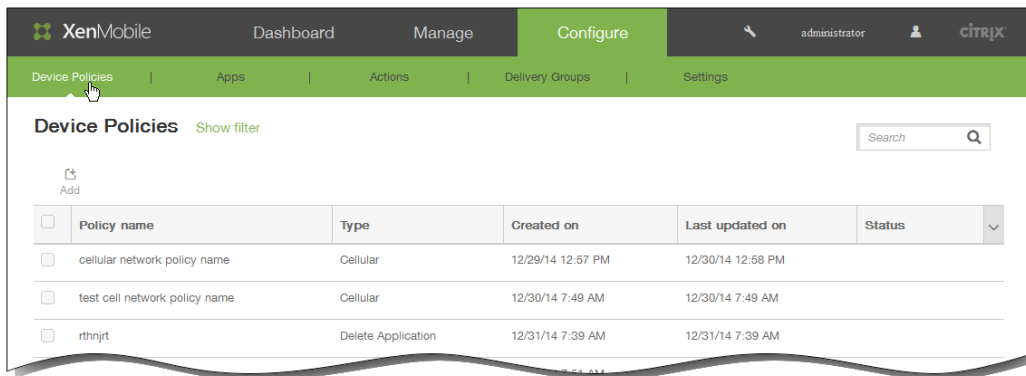 XenMobile Dashboard Manage Configure administrator CITRIX
Device Policies | Apps | Actions | Delivery Groups | Settings
Device Policies Show filter
Search
Add
Policy name Type Created on Last updated on Status
cellular network policy name Cellular 12/29/14 12:57 PM 12/30/14 12:58 PM
test cell network policy name Cellular 12/30/14 7:49 AM 12/30/14 7:49 AM
rthnjrt Delete Application 12/31/14 7:39 AM 12/31/14 7:39 AM